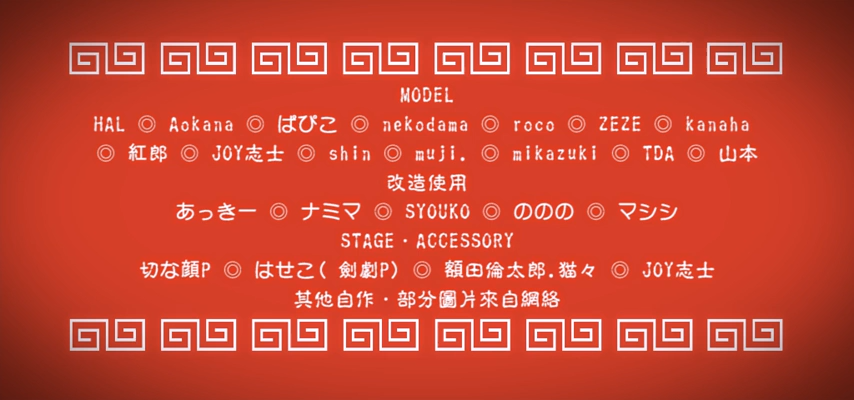 MODEL
HAL ◎ Aokana ◎ ぱぴこ ◎ nekodama ◎ roco ◎ ZEZE ◎ kanaha
◎ 紅郎 ◎ JOY志士 ◎ shin ◎ muji. ◎ mikazuki ◎ TDA ◎ 山本
改造使用
あっきー ◎ ナミマ ◎ SYOUKO ◎ ののの ◎ マシシ
STAGE・ACCESSORY
切な顔P ◎ はせこ( 剣劇P) ◎ 額田倫太郎.猫々 ◎ JOY志士
其他自作・部分圖片來自網絡